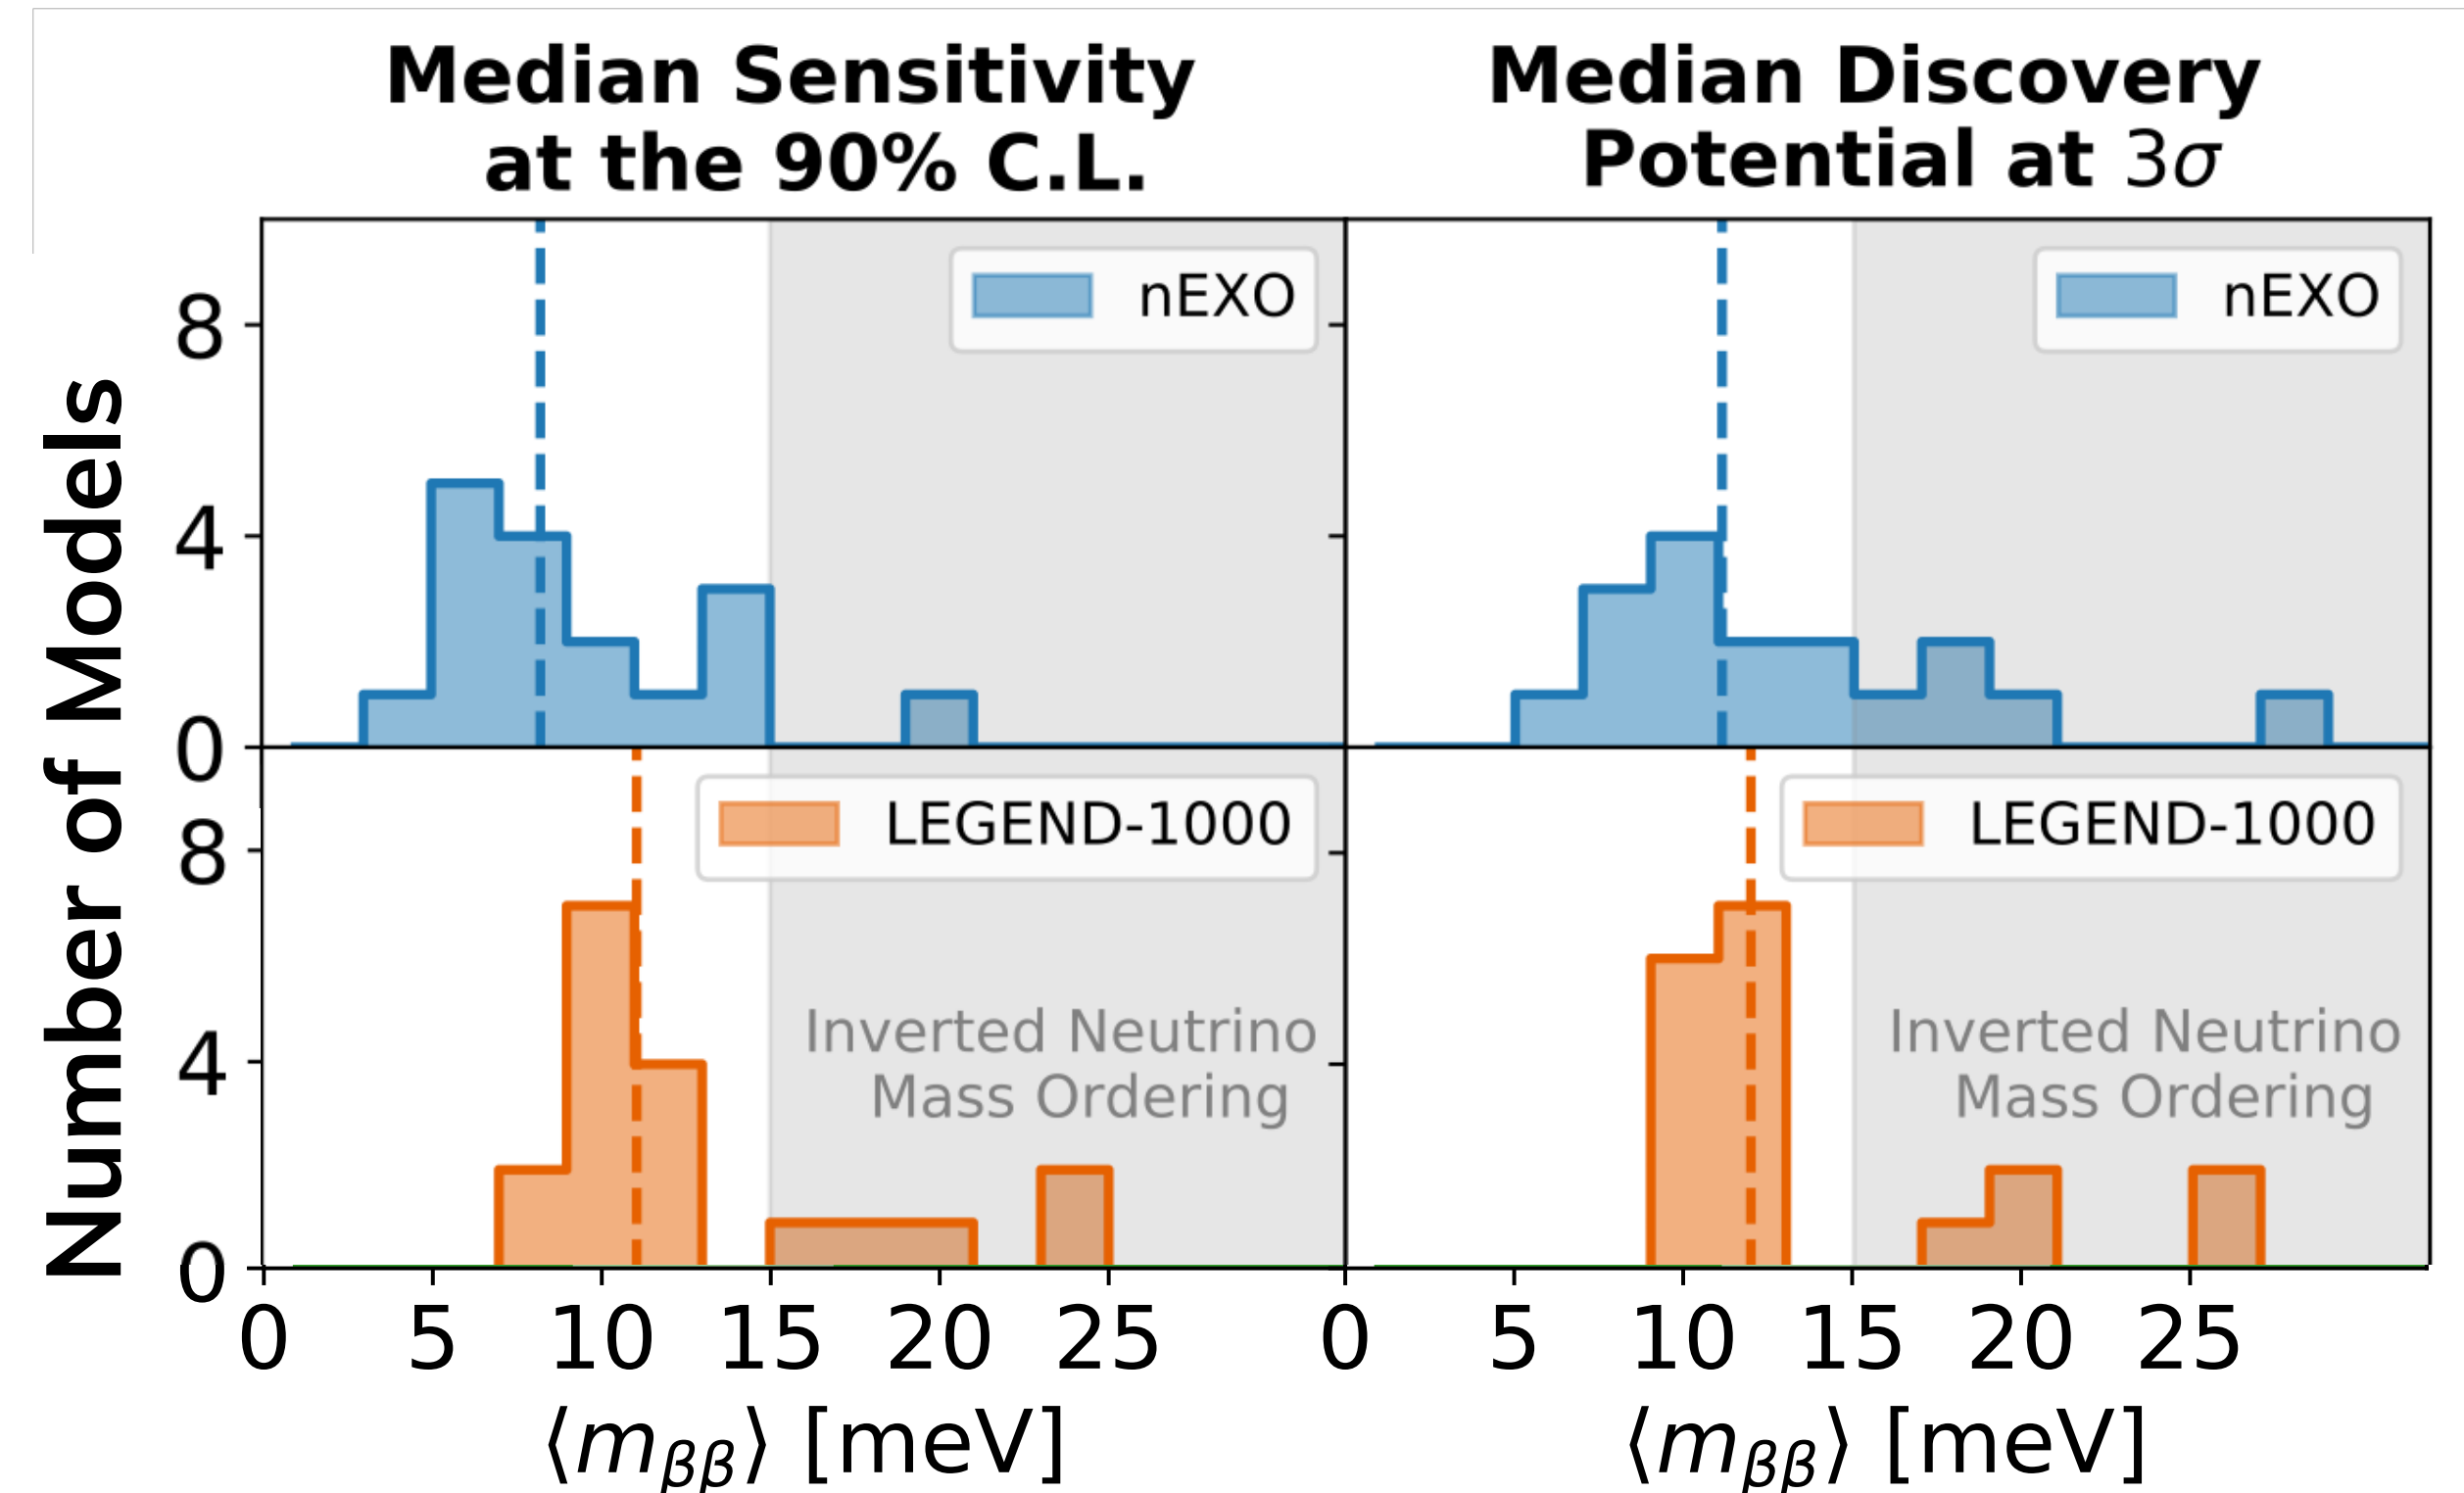 Median Sensitivity
at the 90% C.L.
Median Discovery
Potential at 3σ
Number of Models
8
4
0
nEXO
nEXO
8
4
0
LEGEND-1000
Inverted Neutrino
Mass Ordering
LEGEND-1000
Inverted Neutrino
Mass Ordering
0 5 10 15 20 25
0 5 10 15 20 25
⟨mββ⟩ [meV]
⟨mββ⟩ [meV]